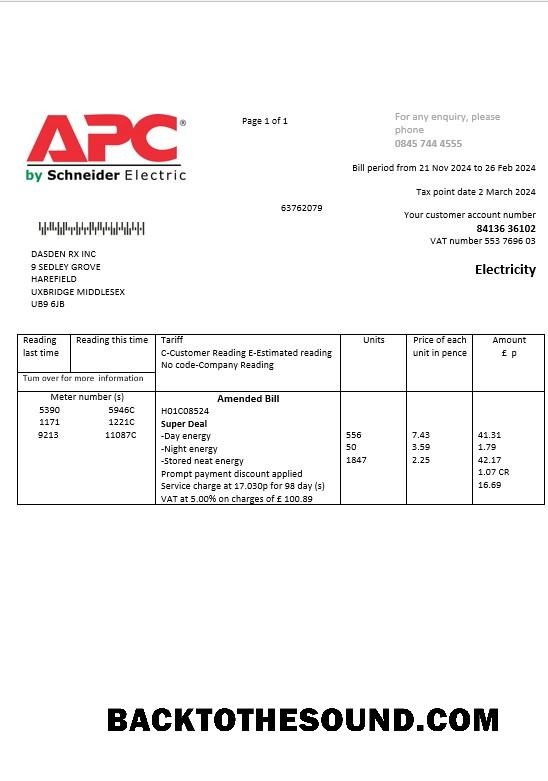 APC®
by Schneider Electric
Page 1 of 1
For any enquiry, please
phone
0845 744 4555
Bill period from 21 Nov 2024 to 26 Feb 2024
Tax point date 2 March 2024
63762079
Your customer account number
84136 36102
VAT number 553 7696 03
Electricity
DASDEN RX INC
9 SEDLEY GROVE
HAREFIELD
UXBRIDGE MIDDLESEX
UB9 6JB
Reading last time Reading this time Tariff Units Price of each unit in pence Amount £ p
C-Customer Reading E-Estimated reading
No code-Company Reading
Tum over for more information
Meter number (s) Amended Bill
5390 5946C H01C08524
1171 1221C Super Deal
9213 11087C -Day energy 556 7.43 41.31
-Night energy 50 3.59 1.79
-Stored neat energy 1847 2.25 42.17
Prompt payment discount applied 1.07 CR
Service charge at 17.030p for 98 day (s) 16.69
VAT at 5.00% on charges of £ 100.89
BACKTOTHESOUND.COM